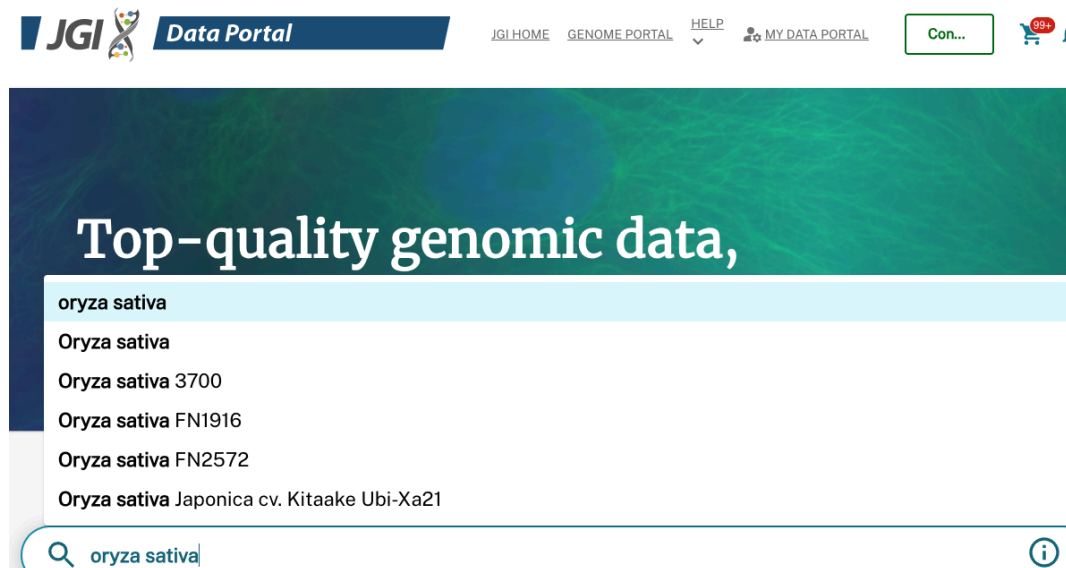 JGI Data Portal
JGI HOME GENOME PORTAL HELP MY DATA PORTAL Con... 99+
Top-quality genomic data,
oryza sativa
Oryza sativa
Oryza sativa 3700
Oryza sativa FN1916
Oryza sativa FN2572
Oryza sativa Japonica cv. Kitaake Ubi-Xa21
oryza sativa